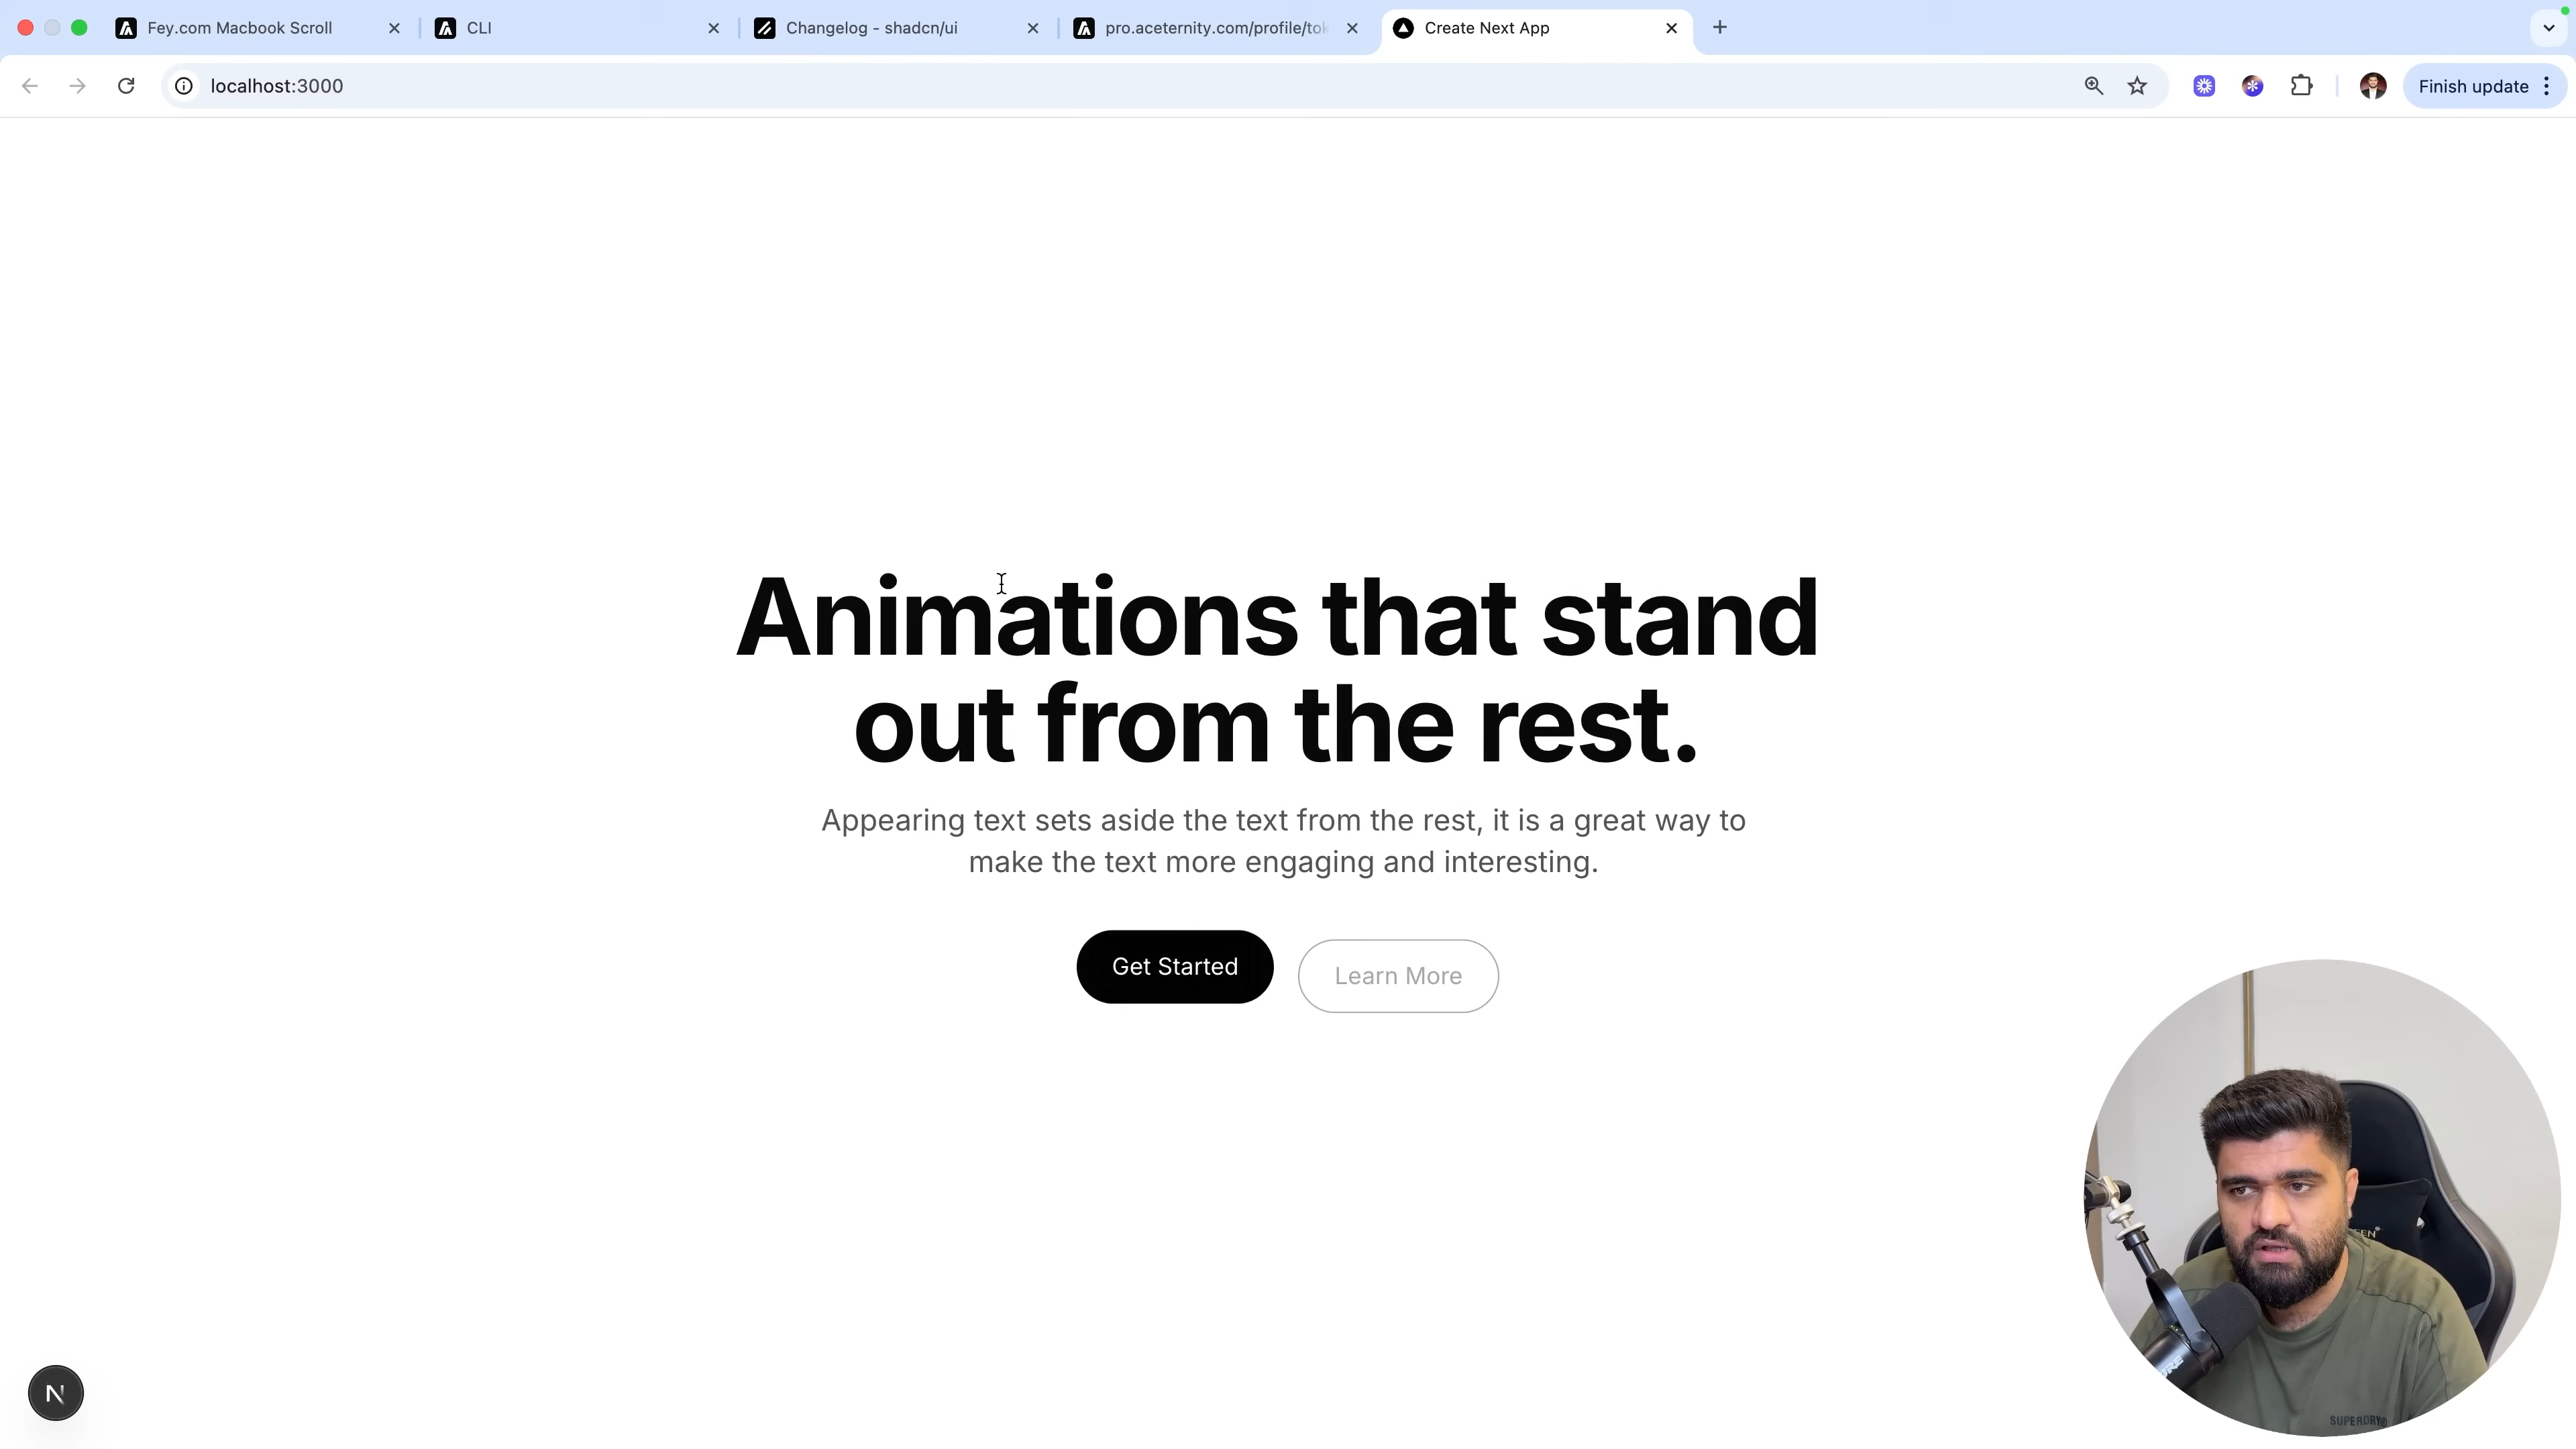 Fey.com Macbook Scroll
CLI
Changelog - shadcn/ui
pro.aceternity.com/profile/tok
Create Next App
localhost:3000
Finish update
Animations that stand
out from the rest.
Appearing text sets aside the text from the rest, it is a great way to
make the text more engaging and interesting.
Get Started
Learn More
N
SUPERDRY